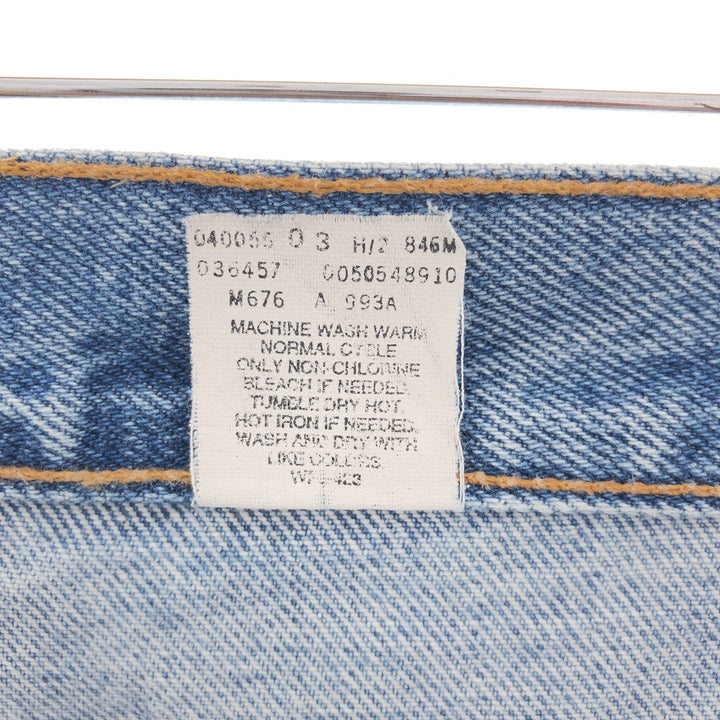 040066 0 3 H/2 846M
036457 0050548910
M676 A 993A
MACHINE WASH WARM
NORMAL CYCLE
ONLY NON-CHLORINE
BLEACH IF NEEDED.
TUMBLE DRY HOT.
HOT IRON IF NEEDED.
WASH AND DRY WITH
LIKE COLORS.